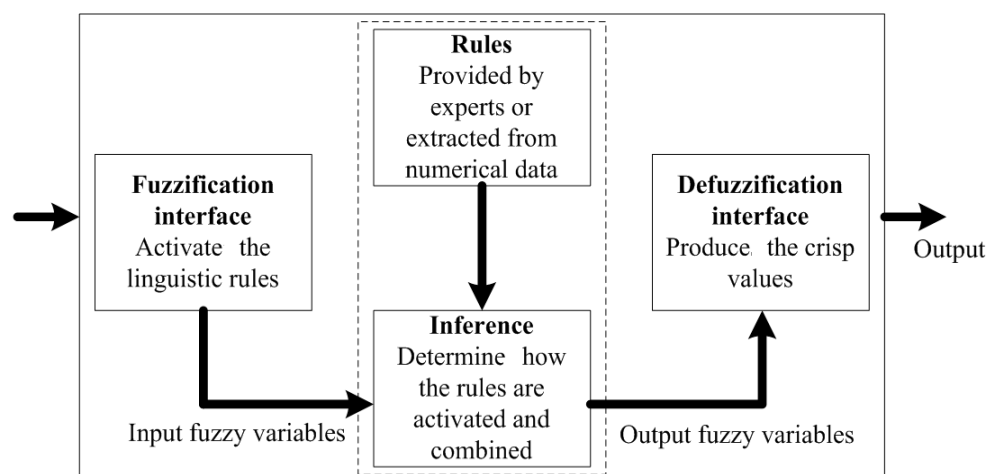 Rules
Provided by
experts or
extracted from
numerical data
Fuzzification
interface
Activate the
linguistic rules
Defuzzification
interface
Produce the crisp
values
Output
Inference
Determine how
the rules are
activated and
combined
Input fuzzy variables
Output fuzzy variables